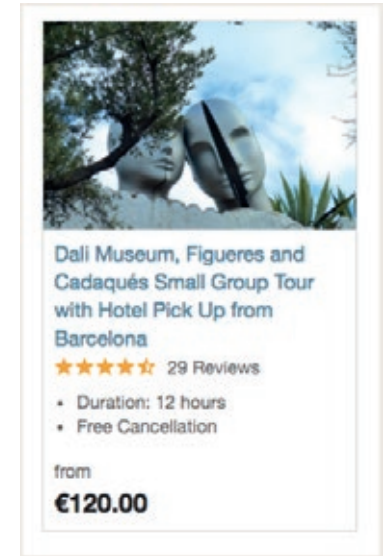 Dali Museum, Figueres and
Cadaqués Small Group Tour
with Hotel Pick Up from
Barcelona
29 Reviews
• Duration: 12 hours
• Free Cancellation
from
€120.00